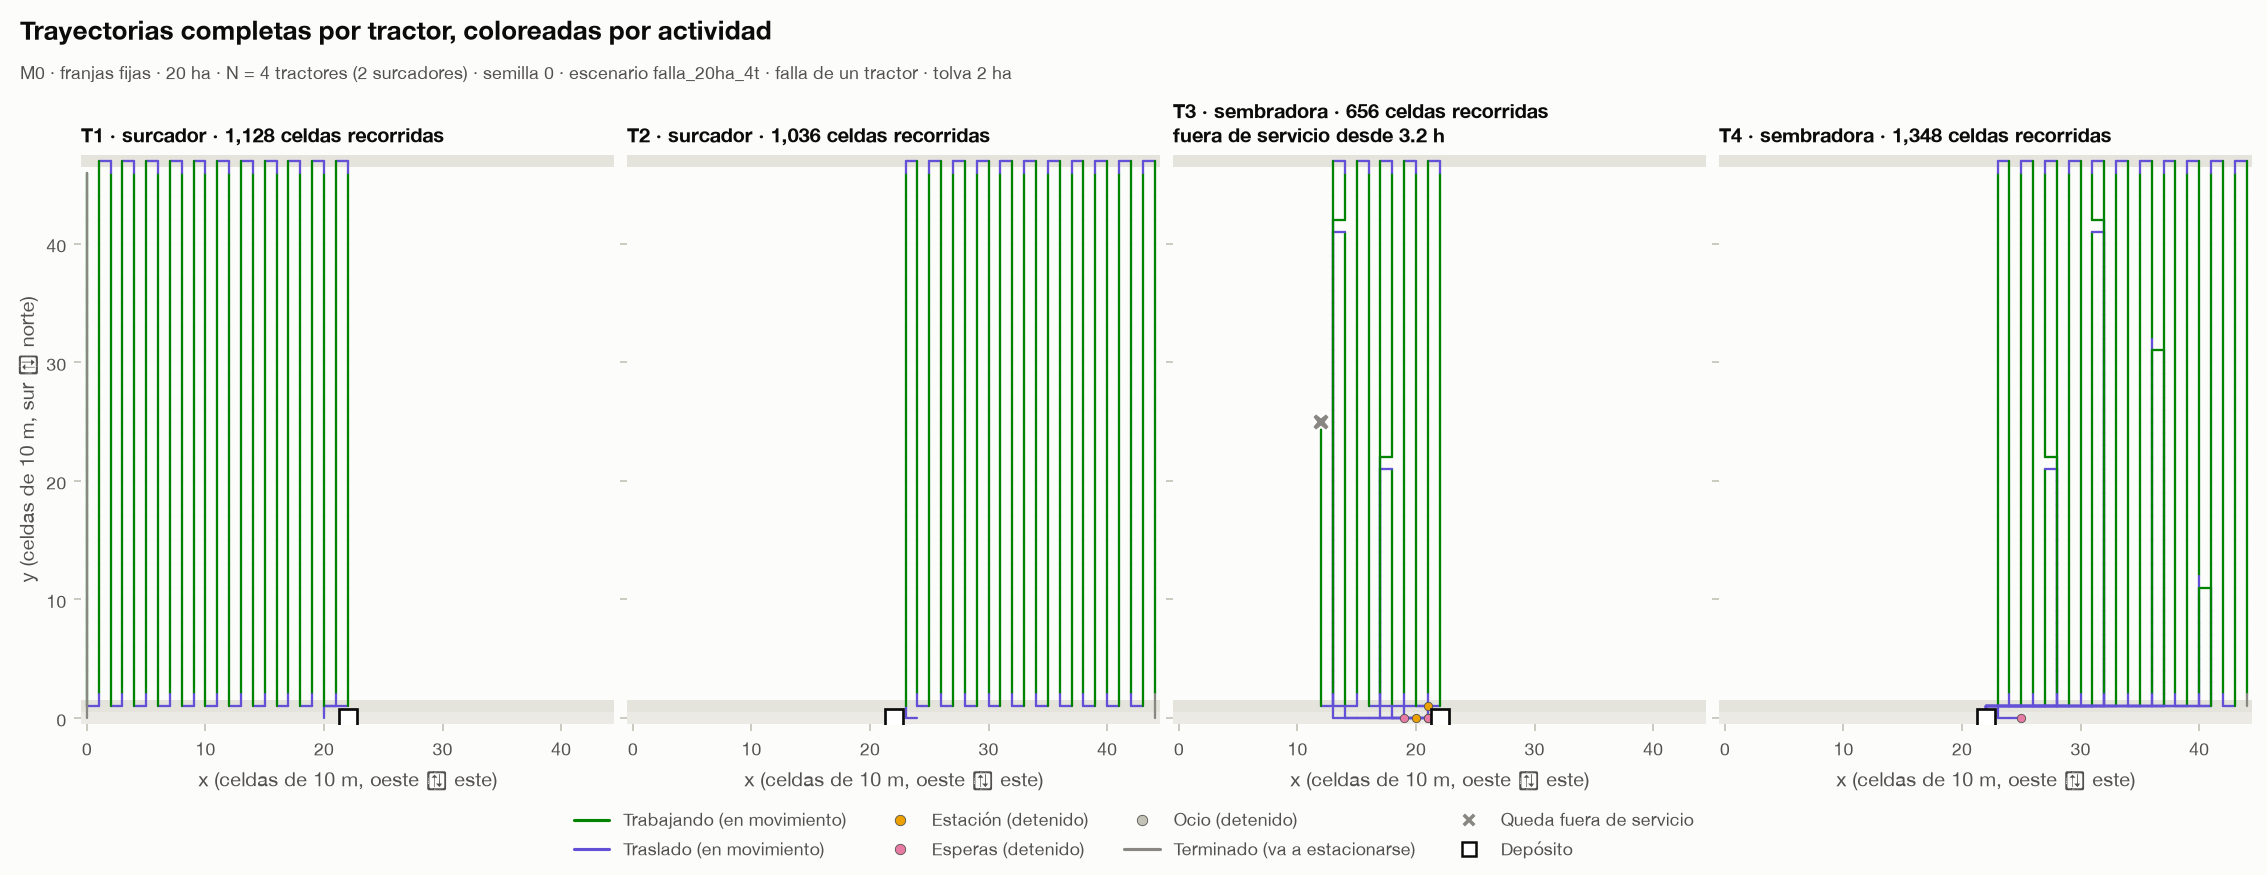 Trayectorias completas por tractor, coloreadas por actividad
M0 · franjas fijas · 20 ha · N = 4 tractores (2 surcadores) · semilla 0 · escenario falla_20ha_4t · falla de un tractor · tolva 2 ha
T1 · surcador · 1,128 celdas recorridas
T2 · surcador · 1,036 celdas recorridas
T3 · sembradora · 656 celdas recorridas
fuera de servicio desde 3.2 h
T4 · sembradora · 1,348 celdas recorridas
y (celdas de 10 m, sur norte)
40
30
20
10
0
0 10 20 30 40
0 10 20 30 40
0 10 20 30 40
0 10 20 30 40
x (celdas de 10 m, oeste este)
x (celdas de 10 m, oeste este)
x (celdas de 10 m, oeste este)
x (celdas de 10 m, oeste este)
Trabajando (en movimiento)
Traslado (en movimiento)
Estación (detenido)
Esperas (detenido)
Ocio (detenido)
Terminado (va a estacionarse)
Queda fuera de servicio
Depósito